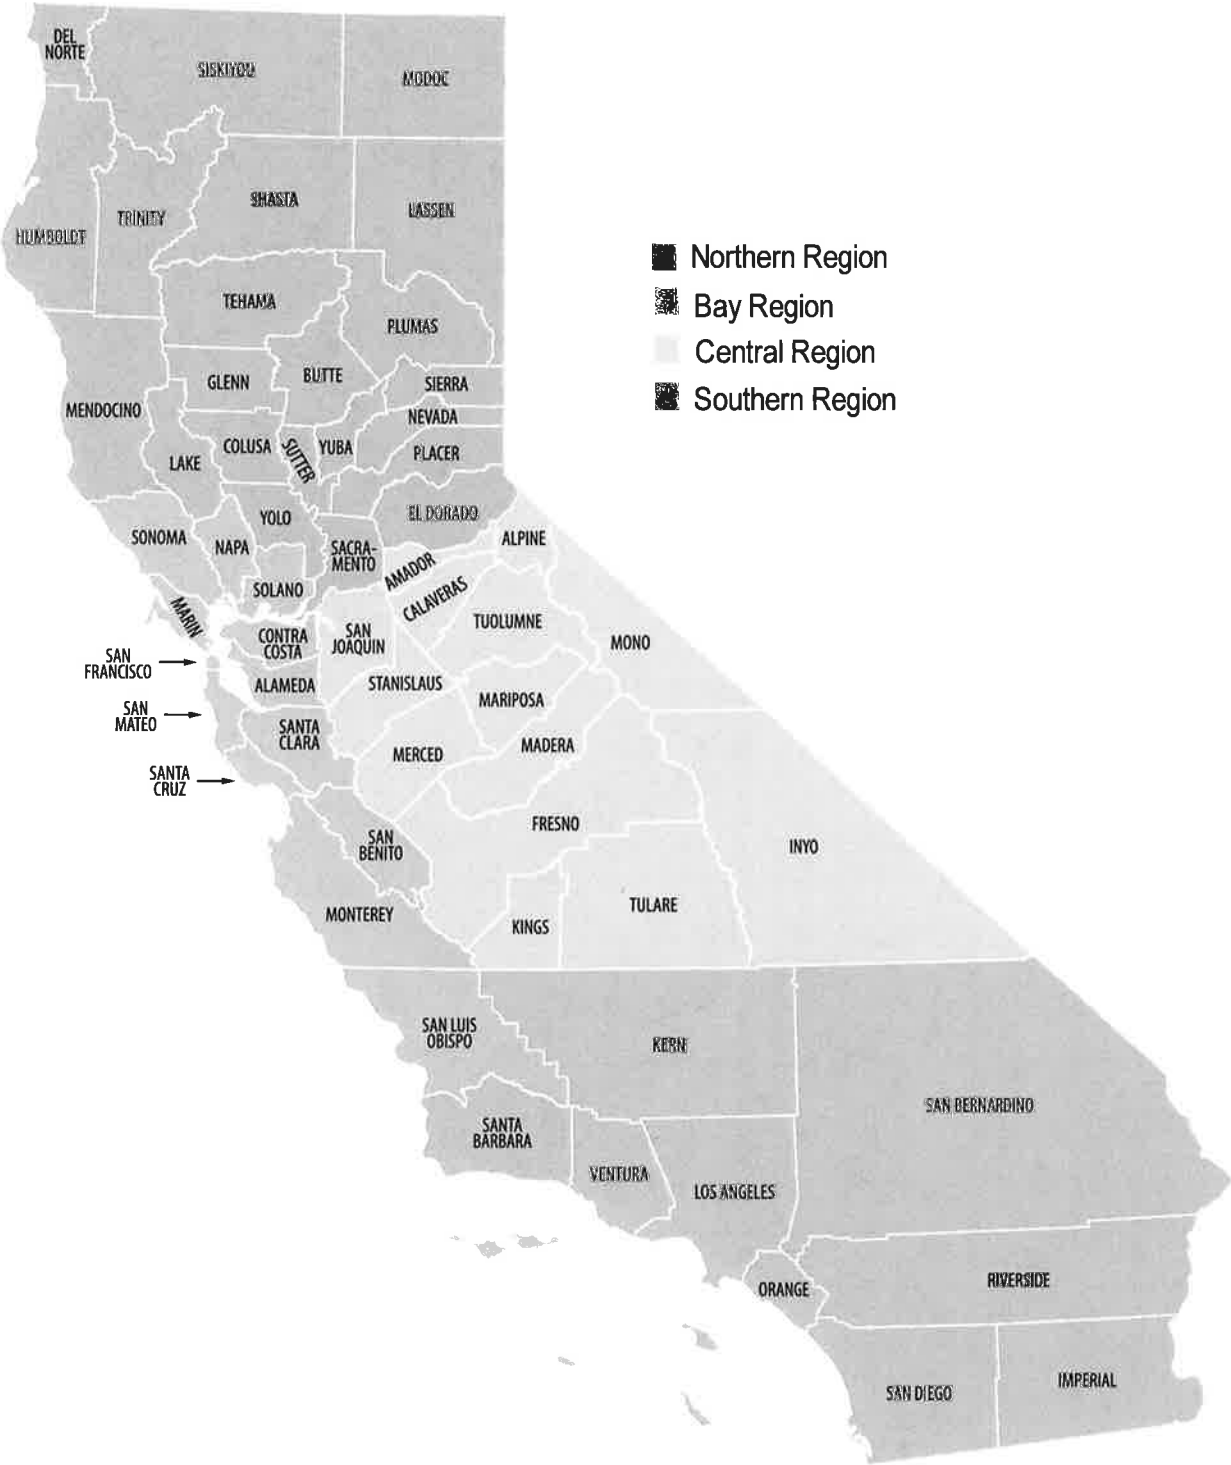 DEL
NORTE
SISKIYOU
MODOC
HUMBOLDT
TRINITY
SHASTA
LASSEN
Northern Region
Bay Region
Central Region
Southern Region
TEHAMA
PLUMAS
MENDOCINO
GLENN
BUTTE
SIERRA
NEVADA
LAKE
COLUSA
SUTTER
YUBA
PLACER
SONOMA
NAPA
YOLO
SACRA-
MENTO
EL DORADO
ALPINE
SOLANO
AMADOR
CALAVERAS
MARIN
CONTRA
COSTA
SAN
JOAQUIN
TUOLUMNE
MONO
SAN
FRANCISCO
ALAMEDA
STANISLAUS
MARIPOSA
SAN
MATEO
SANTA
CLARA
MERCED
MADERA
SANTA
CRUZ
SAN
BENITO
FRESNO
INYO
MONTEREY
KINGS
TULARE
SAN LUIS
OBISPO
KERN
SAN BERNARDINO
SANTA
BARBARA
VENTURA
LOS ANGELES
ORANGE
RIVERSIDE
SAN DIEGO
IMPERIAL